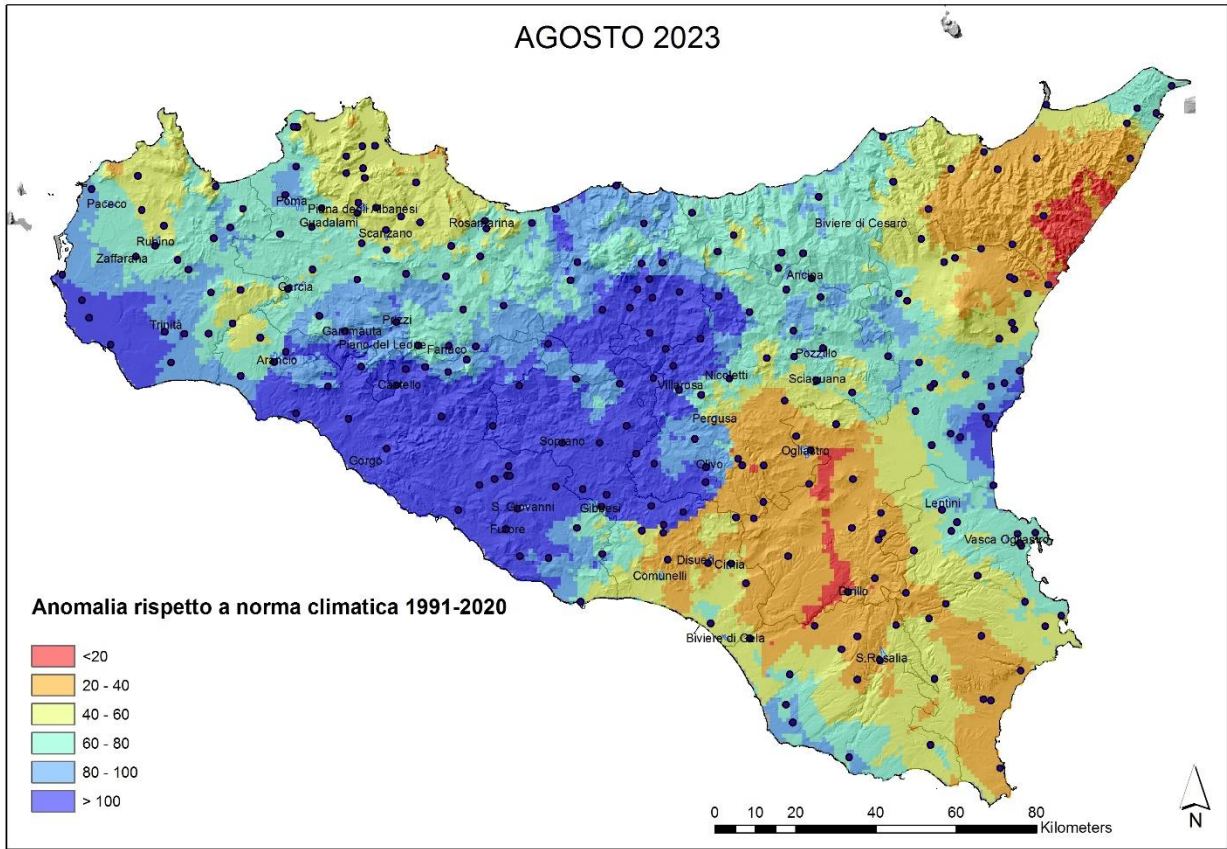 AGOSTO 2023
Paceco
Poma
Piana degli Albanesi
Guadalami
Scanzano
Rosamarina
Rubino
Zaffarana
Biviere di Cesarò
Ancipa
Garcia
Trinità
Prizzi
Gammauta
Piano del Leone
Fanaco
Arancio
Castello
Pozzillo
Nicoletti
Sciaguana
Villarosa
Pergusa
Soprano
Ogliastro
Gorgo
Olivo
S. Giovanni
Gibbesi
Lentini
Furore
Vasca Ogliastro
Disueri
Cimia
Comunelli
Cirillo
Biviere di Gela
S.Rosalia
Anomalia rispetto a norma climatica 1991-2020
<20
20 - 40
40 - 60
60 - 80
80 - 100
> 100
0 10 20 40 60 80
Kilometers
N